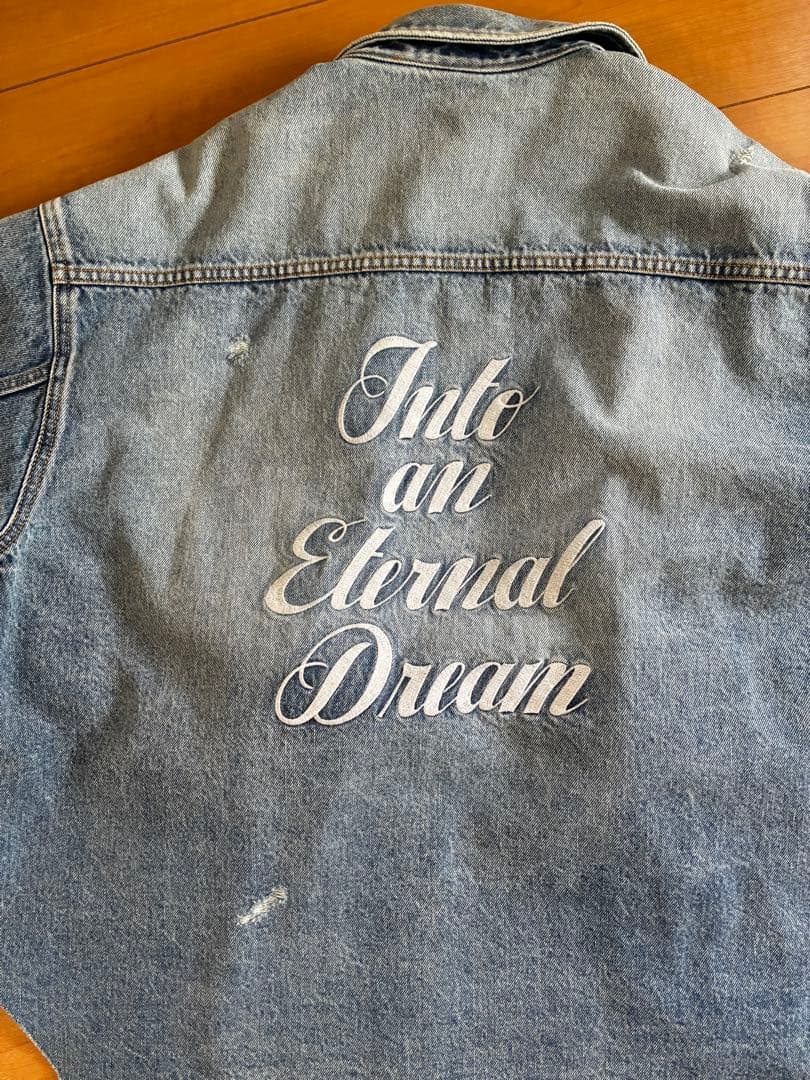 Into
an
Eternal
Dream